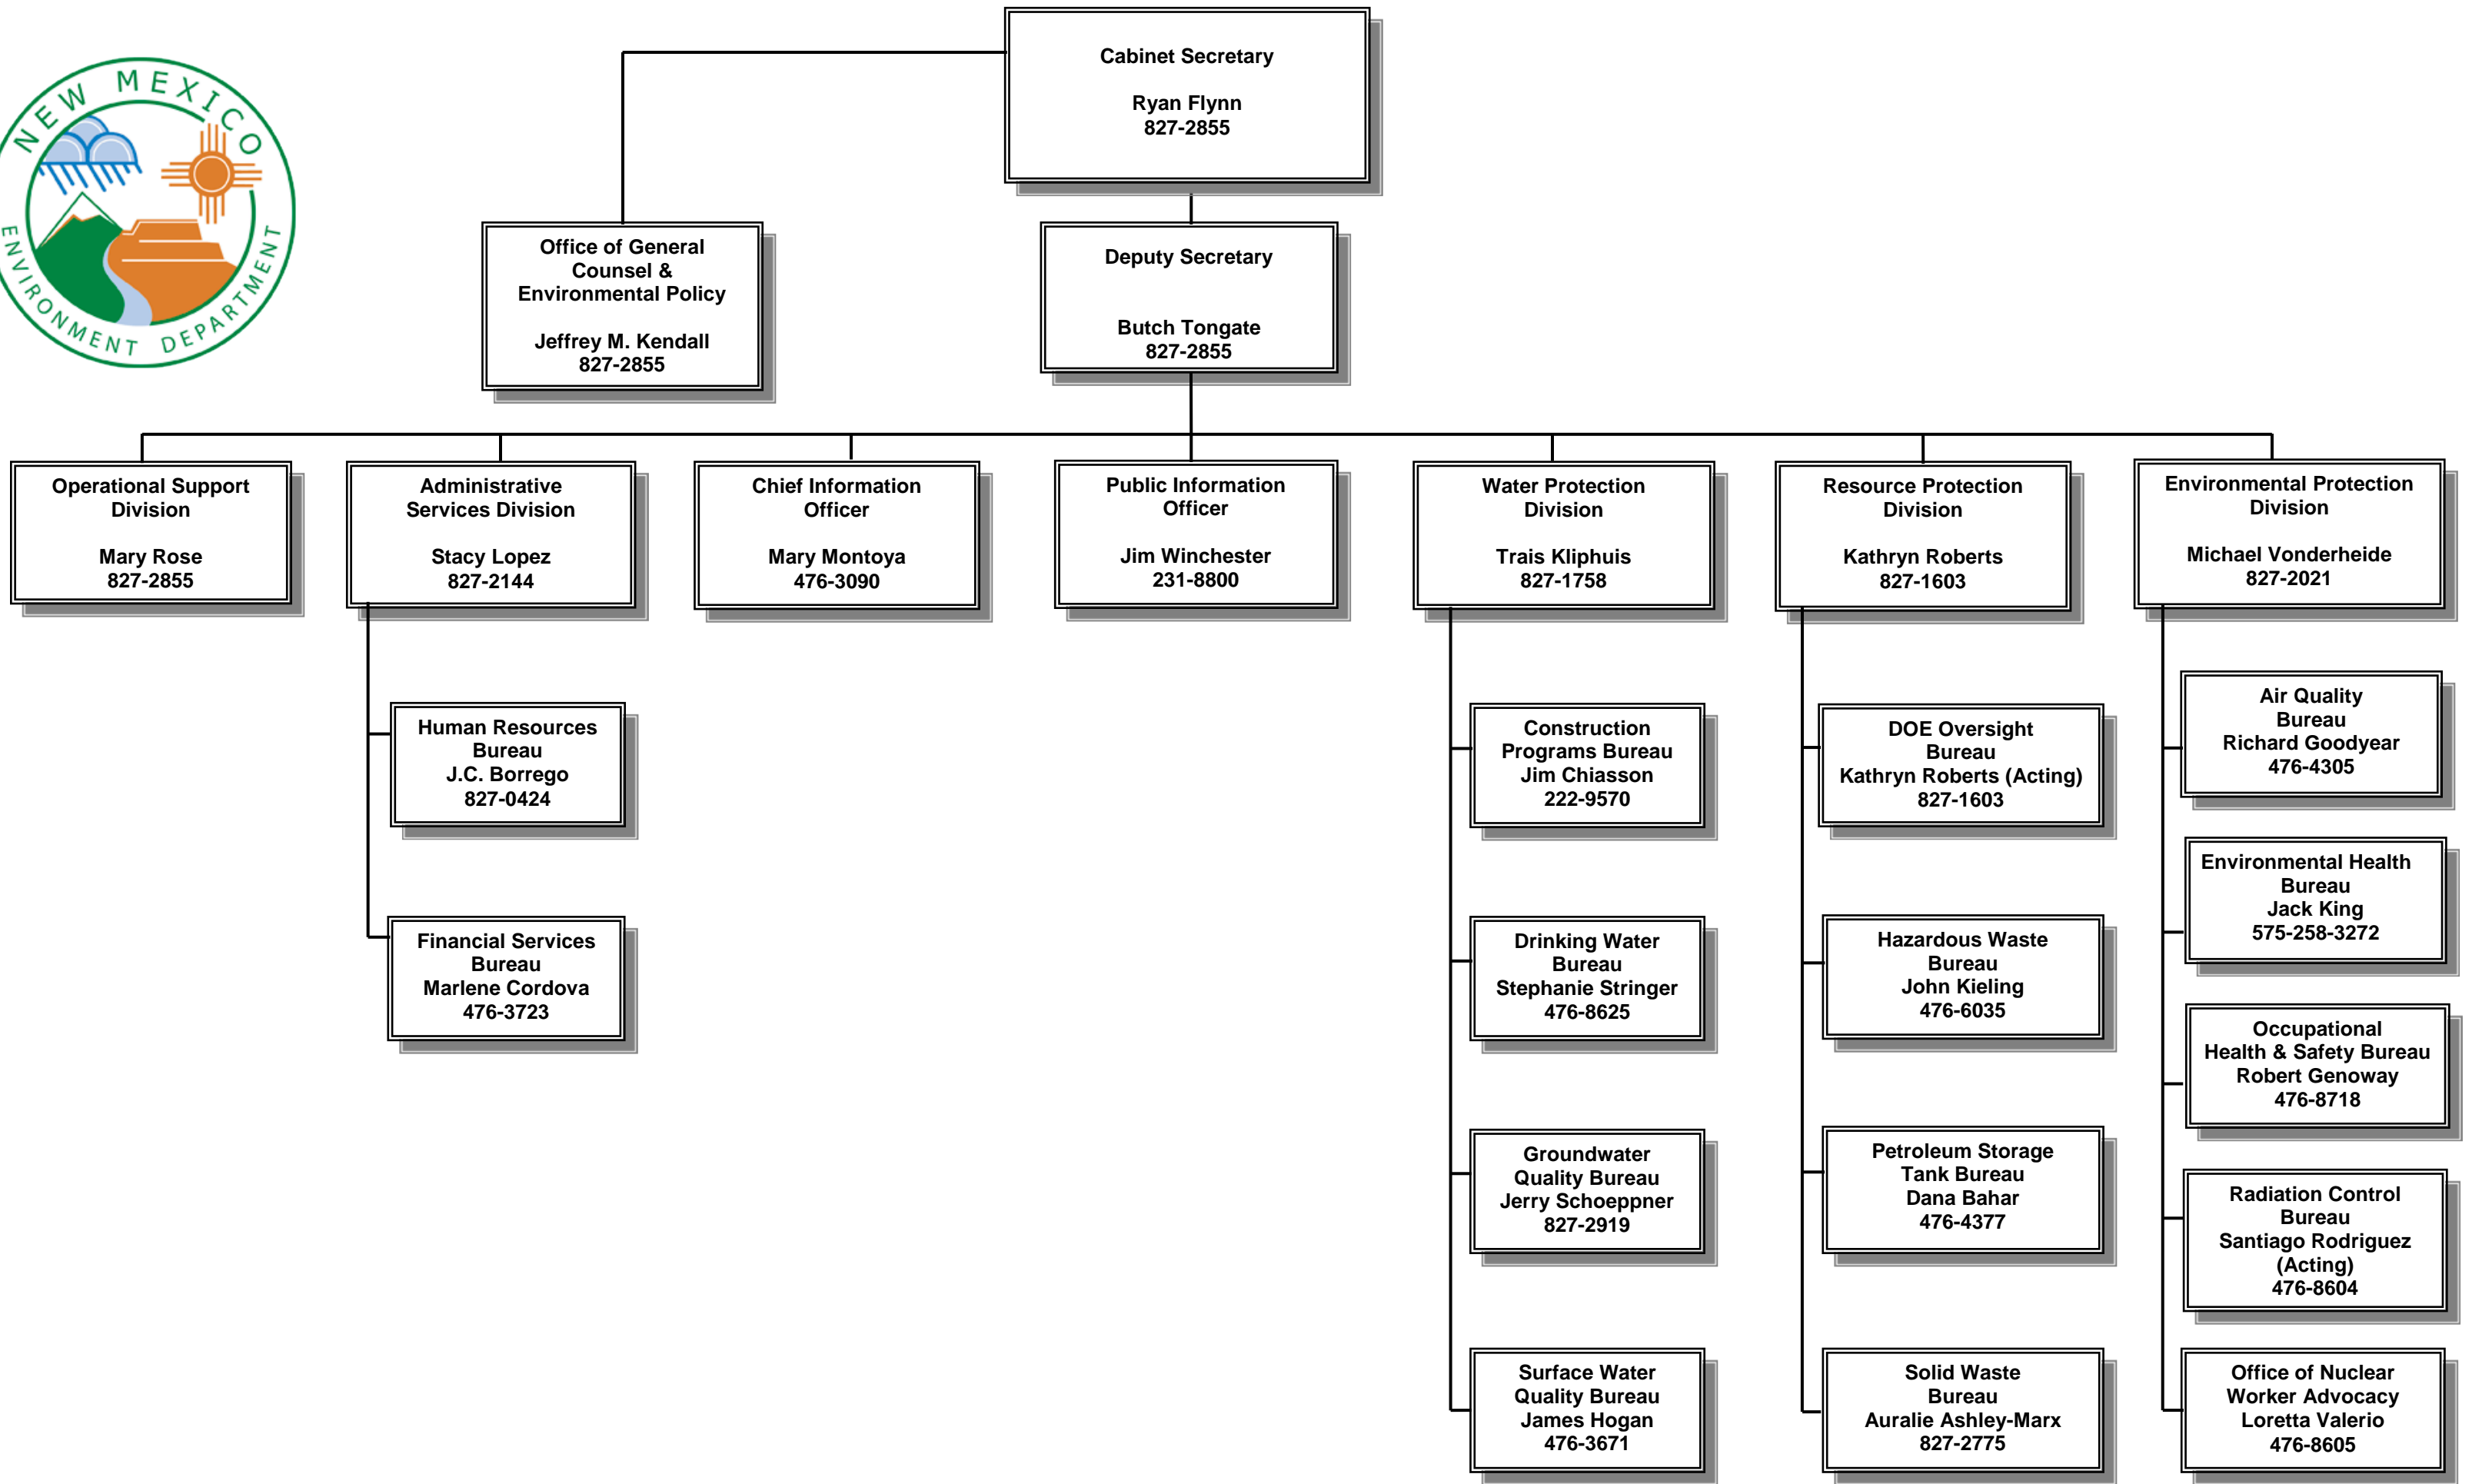 NEW MEXICO
ENVIRONMENT DEPARTMENT
Cabinet Secretary
Ryan Flynn
827-2855
Office of General
Counsel &
Environmental Policy
Jeffrey M. Kendall
827-2855
Deputy Secretary
Butch Tongate
827-2855
Operational Support
Division
Mary Rose
827-2855
Administrative
Services Division
Stacy Lopez
827-2144
Chief Information
Officer
Mary Montoya
476-3090
Public Information
Officer
Jim Winchester
231-8800
Water Protection
Division
Trais Kliphuis
827-1758
Resource Protection
Division
Kathryn Roberts
827-1603
Environmental Protection
Division
Michael Vonderheide
827-2021
Human Resources
Bureau
J.C. Borrego
827-0424
Financial Services
Bureau
Marlene Cordova
476-3723
Construction
Programs Bureau
Jim Chiasson
222-9570
Drinking Water
Bureau
Stephanie Stringer
476-8625
Groundwater
Quality Bureau
Jerry Schoeppner
827-2919
Surface Water
Quality Bureau
James Hogan
476-3671
DOE Oversight
Bureau
Kathryn Roberts (Acting)
827-1603
Hazardous Waste
Bureau
John Kieling
476-6035
Petroleum Storage
Tank Bureau
Dana Bahar
476-4377
Solid Waste
Bureau
Auralie Ashley-Marx
827-2775
Air Quality
Bureau
Richard Goodyear
476-4305
Environmental Health
Bureau
Jack King
575-258-3272
Occupational
Health & Safety Bureau
Robert Genoway
476-8718
Radiation Control
Bureau
Santiago Rodriguez
(Acting)
476-8604
Office of Nuclear
Worker Advocacy
Loretta Valerio
476-8605